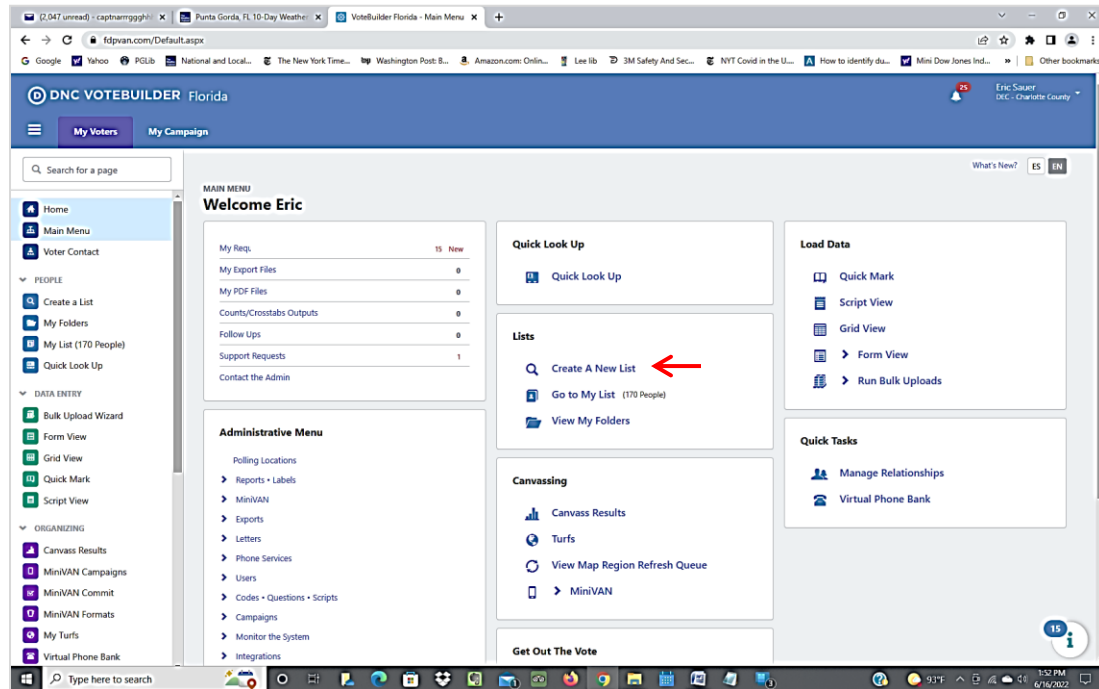 (2,047 unread) - captnarrrggghh
Punta Gorda, FL 10-Day Weathe
VoteBuilder Florida - Main Menu
fdpvan.com/Default.aspx
Google
Yahoo
PGLib
National and Local...
The New York Time...
Washington Post: B...
Amazon.com: Onlin...
Lee lib
3M Safety And Sec...
NYT Covid in the U....
How to identify du...
Mini Dow Jones Ind...
Other bookmarks
DNC VOTEBUILDER Florida
25
Eric Sauer
DEC - Charlotte County
My Voters
My Campaign
Search for a page
What's New?
ES
EN
Home
Main Menu
Voter Contact
PEOPLE
Create a List
My Folders
My List (170 People)
Quick Look Up
DATA ENTRY
Bulk Upload Wizard
Form View
Grid View
Quick Mark
Script View
ORGANIZING
Canvass Results
MiniVAN Campaigns
MiniVAN Commit
MiniVAN Formats
My Turfs
Virtual Phone Bank
MAIN MENU
Welcome Eric
My Requ 15 New
My Export Files 0
My PDF Files 0
Counts/Crosstabs Outputs 0
Follow Ups 0
Support Requests 1
Contact the Admin
Administrative Menu
Polling Locations
Reports • Labels
MiniVAN
Exports
Letters
Phone Services
Users
Codes • Questions • Scripts
Campaigns
Monitor the System
Integrations
Quick Look Up
Quick Look Up
Lists
Create A New List
Go to My List (170 People)
View My Folders
Canvassing
Canvass Results
Turfs
View Map Region Refresh Queue
MiniVAN
Get Out The Vote
Load Data
Quick Mark
Script View
Grid View
Form View
Run Bulk Uploads
Quick Tasks
Manage Relationships
Virtual Phone Bank
15
Type here to search
93°F
1:52 PM
6/16/2022